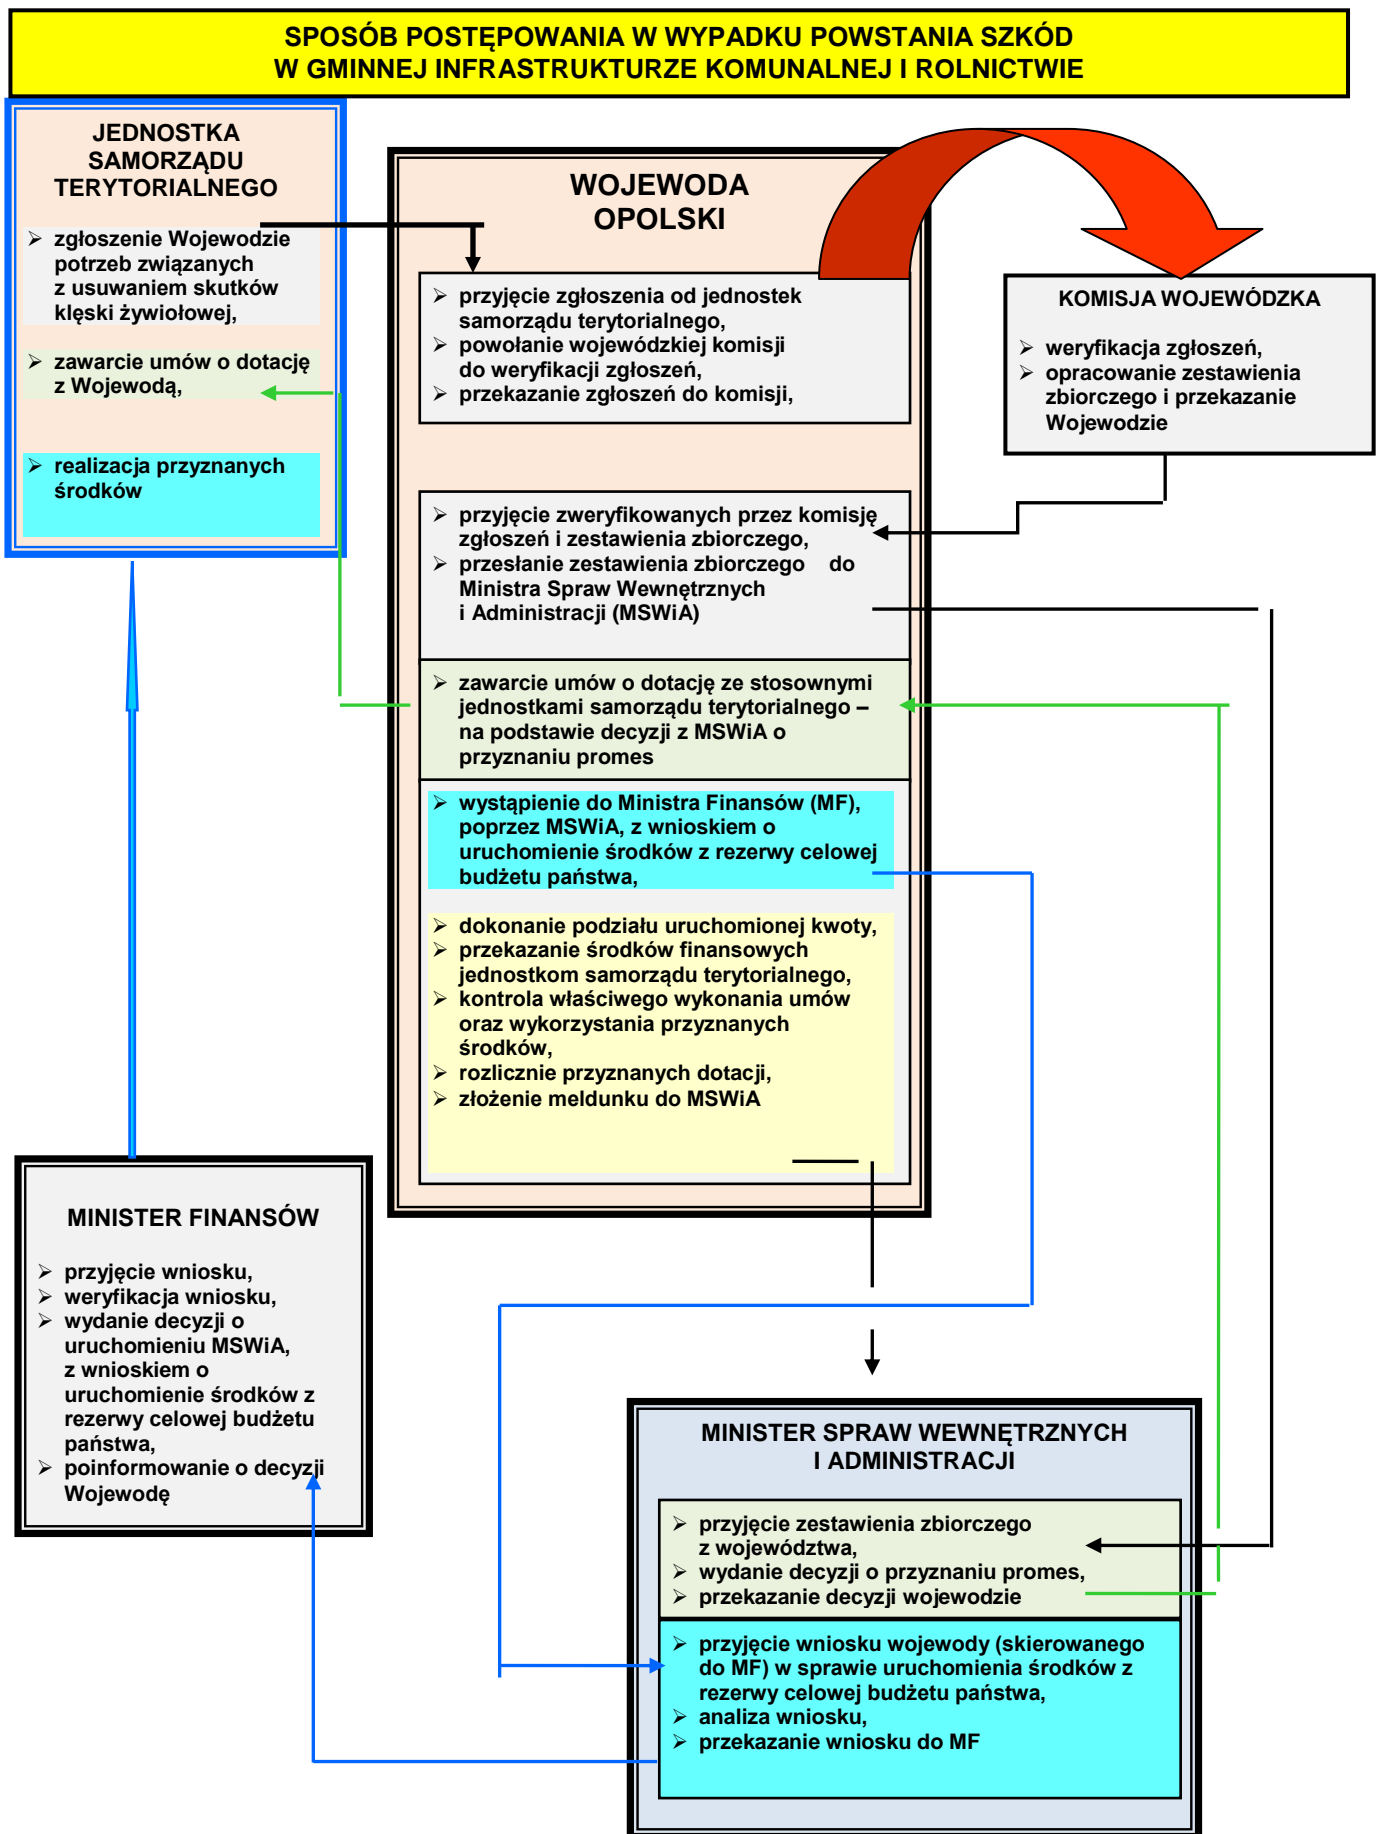 SPOSÓB POSTĘPOWANIA W WYPADKU POWSTANIA SZKÓD
W GMINNEJ INFRASTRUKTURZE KOMUNALNEJ I ROLNICTWIE
JEDNOSTKA
SAMORZĄDU
TERYTORIALNEGO
➢ zgłoszenie Wojewodzie
potrzeb związanych
z usuwaniem skutków
klęski żywiołowej,
➢ zawarcie umów o dotację
z Wojewodą,
➢ realizacja przyznanych
środków
WOJEWODA
OPOLSKI
➢ przyjęcie zgłoszenia od jednostek
samorządu terytorialnego,
➢ powołanie wojewódzkiej komisji
do weryfikacji zgłoszeń,
➢ przekazanie zgłoszeń do komisji,
KOMISJA WOJEWÓDZKA
➢ weryfikacja zgłoszeń,
➢ opracowanie zestawienia
zbiorczego i przekazanie
Wojewodzie
➢ przyjęcie zweryfikowanych przez komisję
zgłoszeń i zestawienia zbiorczego,
➢ przesłanie zestawienia zbiorczego do
Ministra Spraw Wewnętrznych
i Administracji (MSWiA)
➢ zawarcie umów o dotację ze stosownymi
jednostkami samorządu terytorialnego –
na podstawie decyzji z MSWiA o
przyznaniu promes
➢ wystąpienie do Ministra Finansów (MF),
poprzez MSWiA, z wnioskiem o
uruchomienie środków z rezerwy celowej
budżetu państwa,
➢ dokonanie podziału uruchomionej kwoty,
➢ przekazanie środków finansowych
jednostkom samorządu terytorialnego,
➢ kontrola właściwego wykonania umów
oraz wykorzystania przyznanych
środków,
➢ rozlicznie przyznanych dotacji,
➢ złożenie meldunku do MSWiA
MINISTER FINANSÓW
➢ przyjęcie wniosku,
➢ weryfikacja wniosku,
➢ wydanie decyzji o
uruchomieniu MSWiA,
z wnioskiem o
uruchomienie środków z
rezerwy celowej budżetu
państwa,
➢ poinformowanie o decyzji
Wojewodę
MINISTER SPRAW WEWNĘTRZNYCH
I ADMINISTRACJI
➢ przyjęcie zestawienia zbiorczego
z województwa,
➢ wydanie decyzji o przyznaniu promes,
➢ przekazanie decyzji wojewodzie
➢ przyjęcie wniosku wojewody (skierowanego
do MF) w sprawie uruchomienia środków z
rezerwy celowej budżetu państwa,
➢ analiza wniosku,
➢ przekazanie wniosku do MF